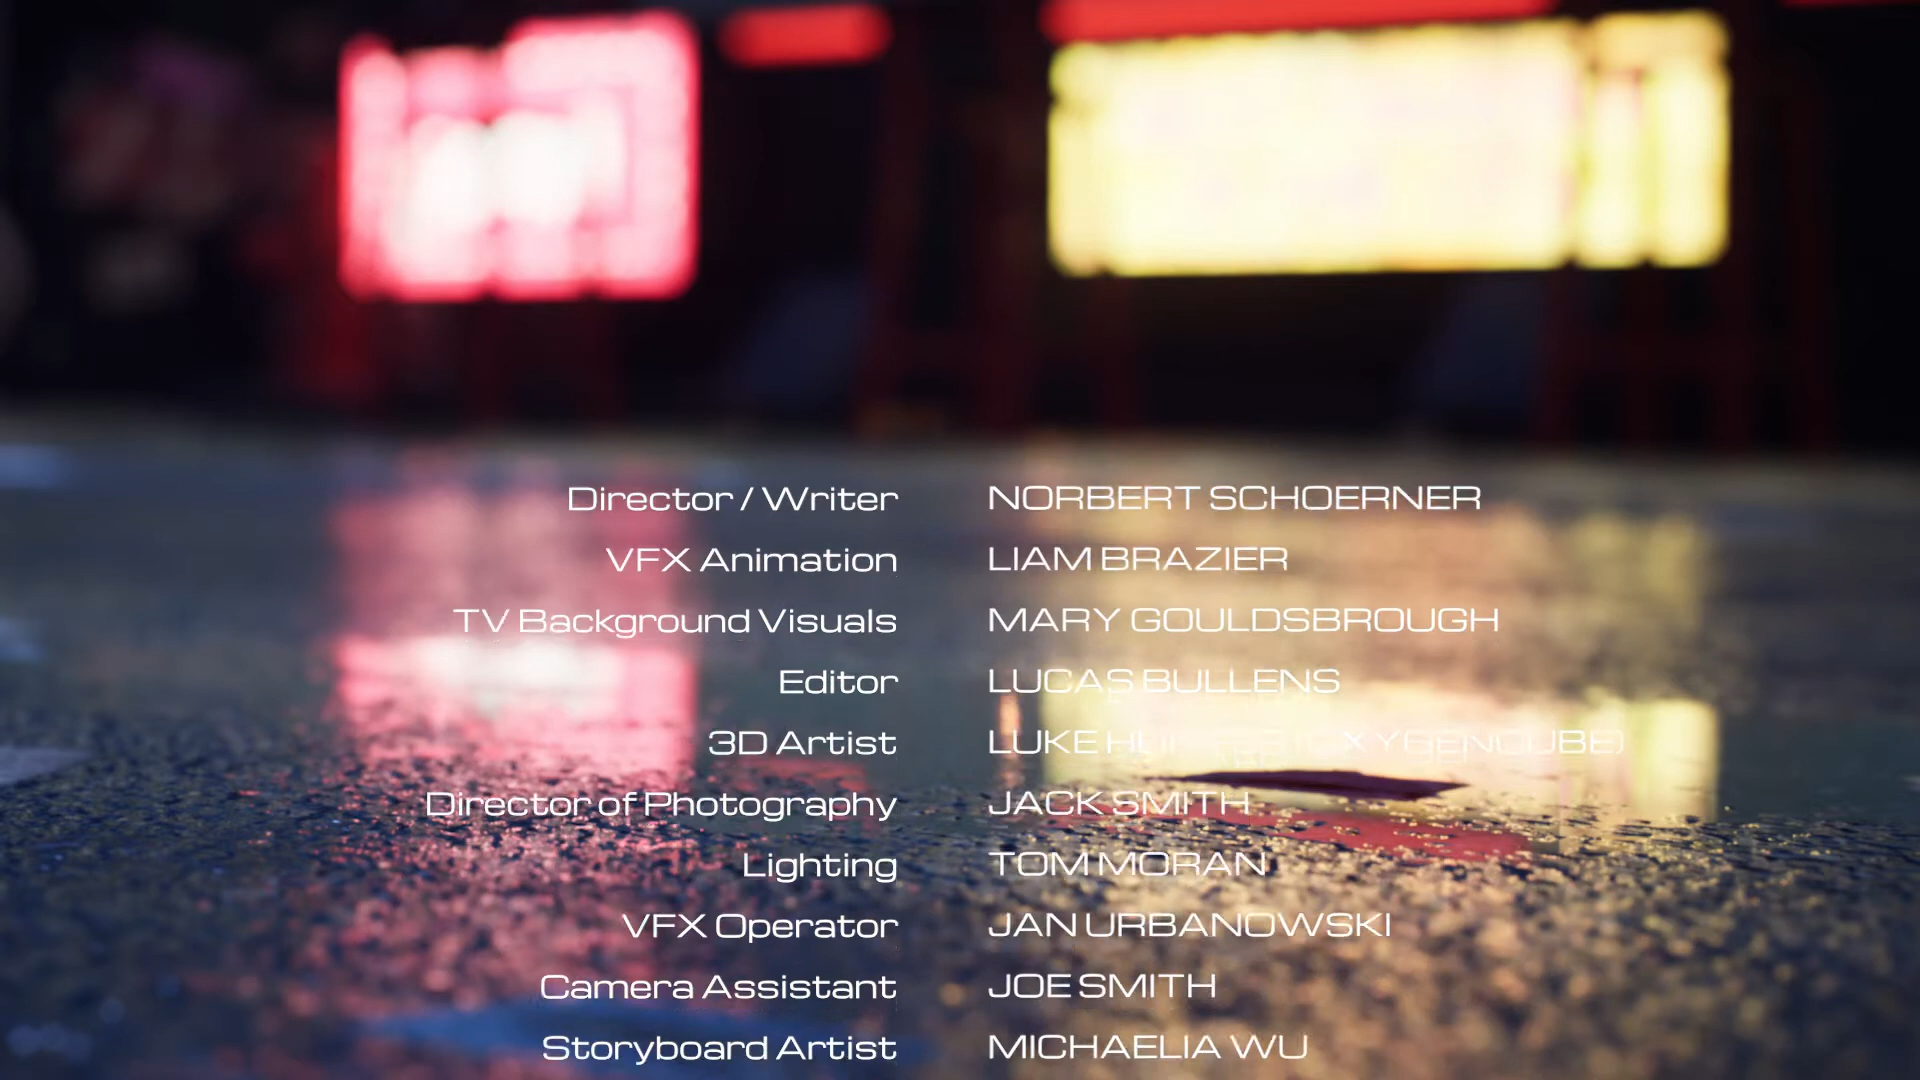 Director / Writer NORBERT SCHOERNER
VFX Animation LIAM BRAZIER
TV Background Visuals MARY GOULDSBROUGH
Editor LUCAS BULLENS
3D Artist LUKE
Director of Photography JACK SMITH
Lighting TOM MORAN
VFX Operator JAN URBANOWSKI
Camera Assistant JOE SMITH
Storyboard Artist MICHAELIA WU